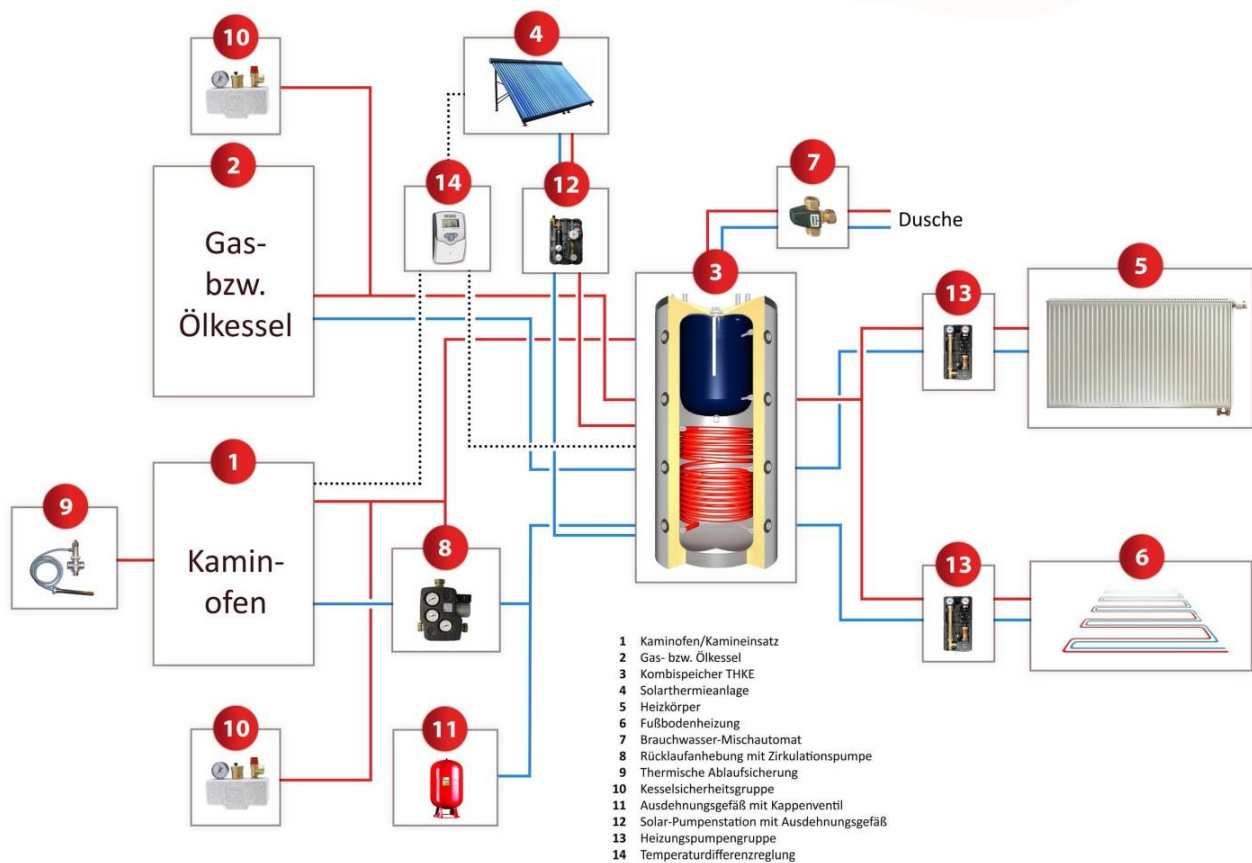 10
4
2
14
12
7
Dusche
Gas-
bzw.
Ölkessel
3
13
5
1
9
Kamin-
ofen
8
13
6
10
11
1 Kaminofen/Kamineinsatz
2 Gas- bzw. Ölkessel
3 Kombispeicher THKE
4 Solarthermieanlage
5 Heizkörper
6 Fußbodenheizung
7 Brauchwasser-Mischautomat
8 Rücklaufanhebung mit Zirkulationspumpe
9 Thermische Ablaufsicherung
10 Kesselsicherheitsgruppe
11 Ausdehnungsgefäß mit Kappenventil
12 Solar-Pumpenstation mit Ausdehnungsgefäß
13 Heizungspumpengruppe
14 Temperaturdifferenzreglung